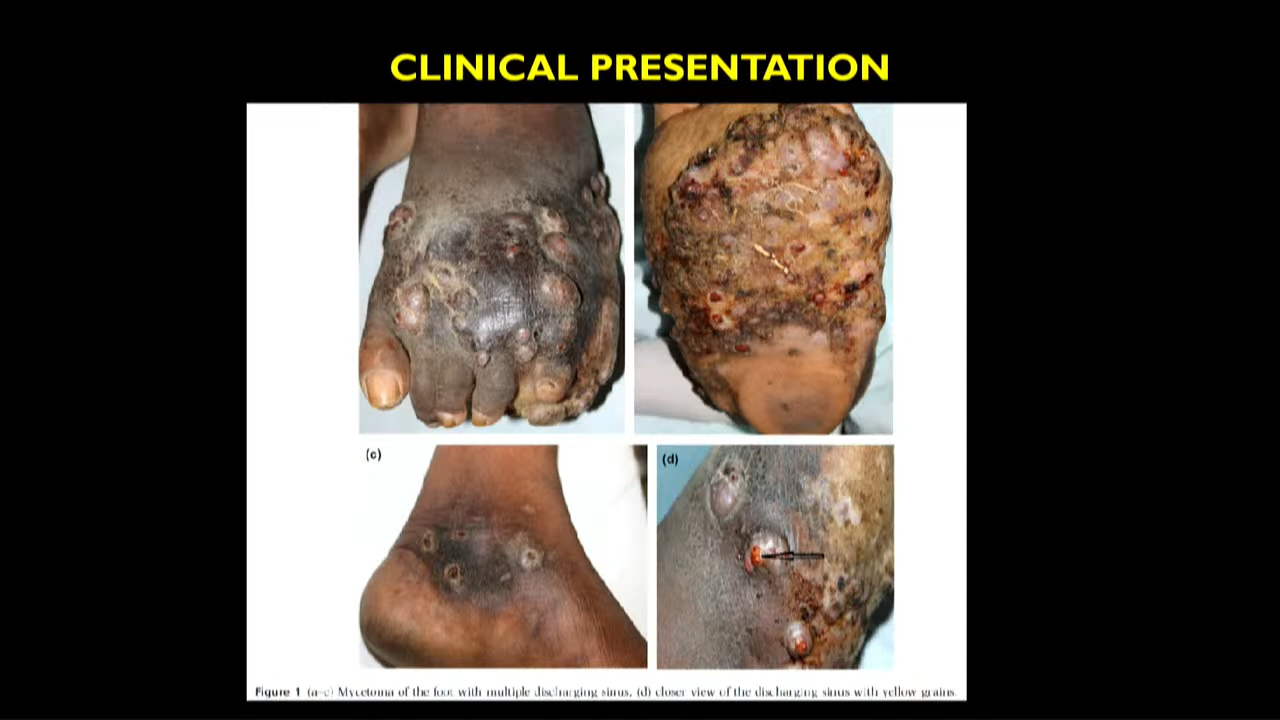 CLINICAL PRESENTATION
(c)
(d)
Figure 1 (a–c) Mycetoma of the foot with multiple discharging sinus, (d) closer view of the discharging sinus with yellow grains.